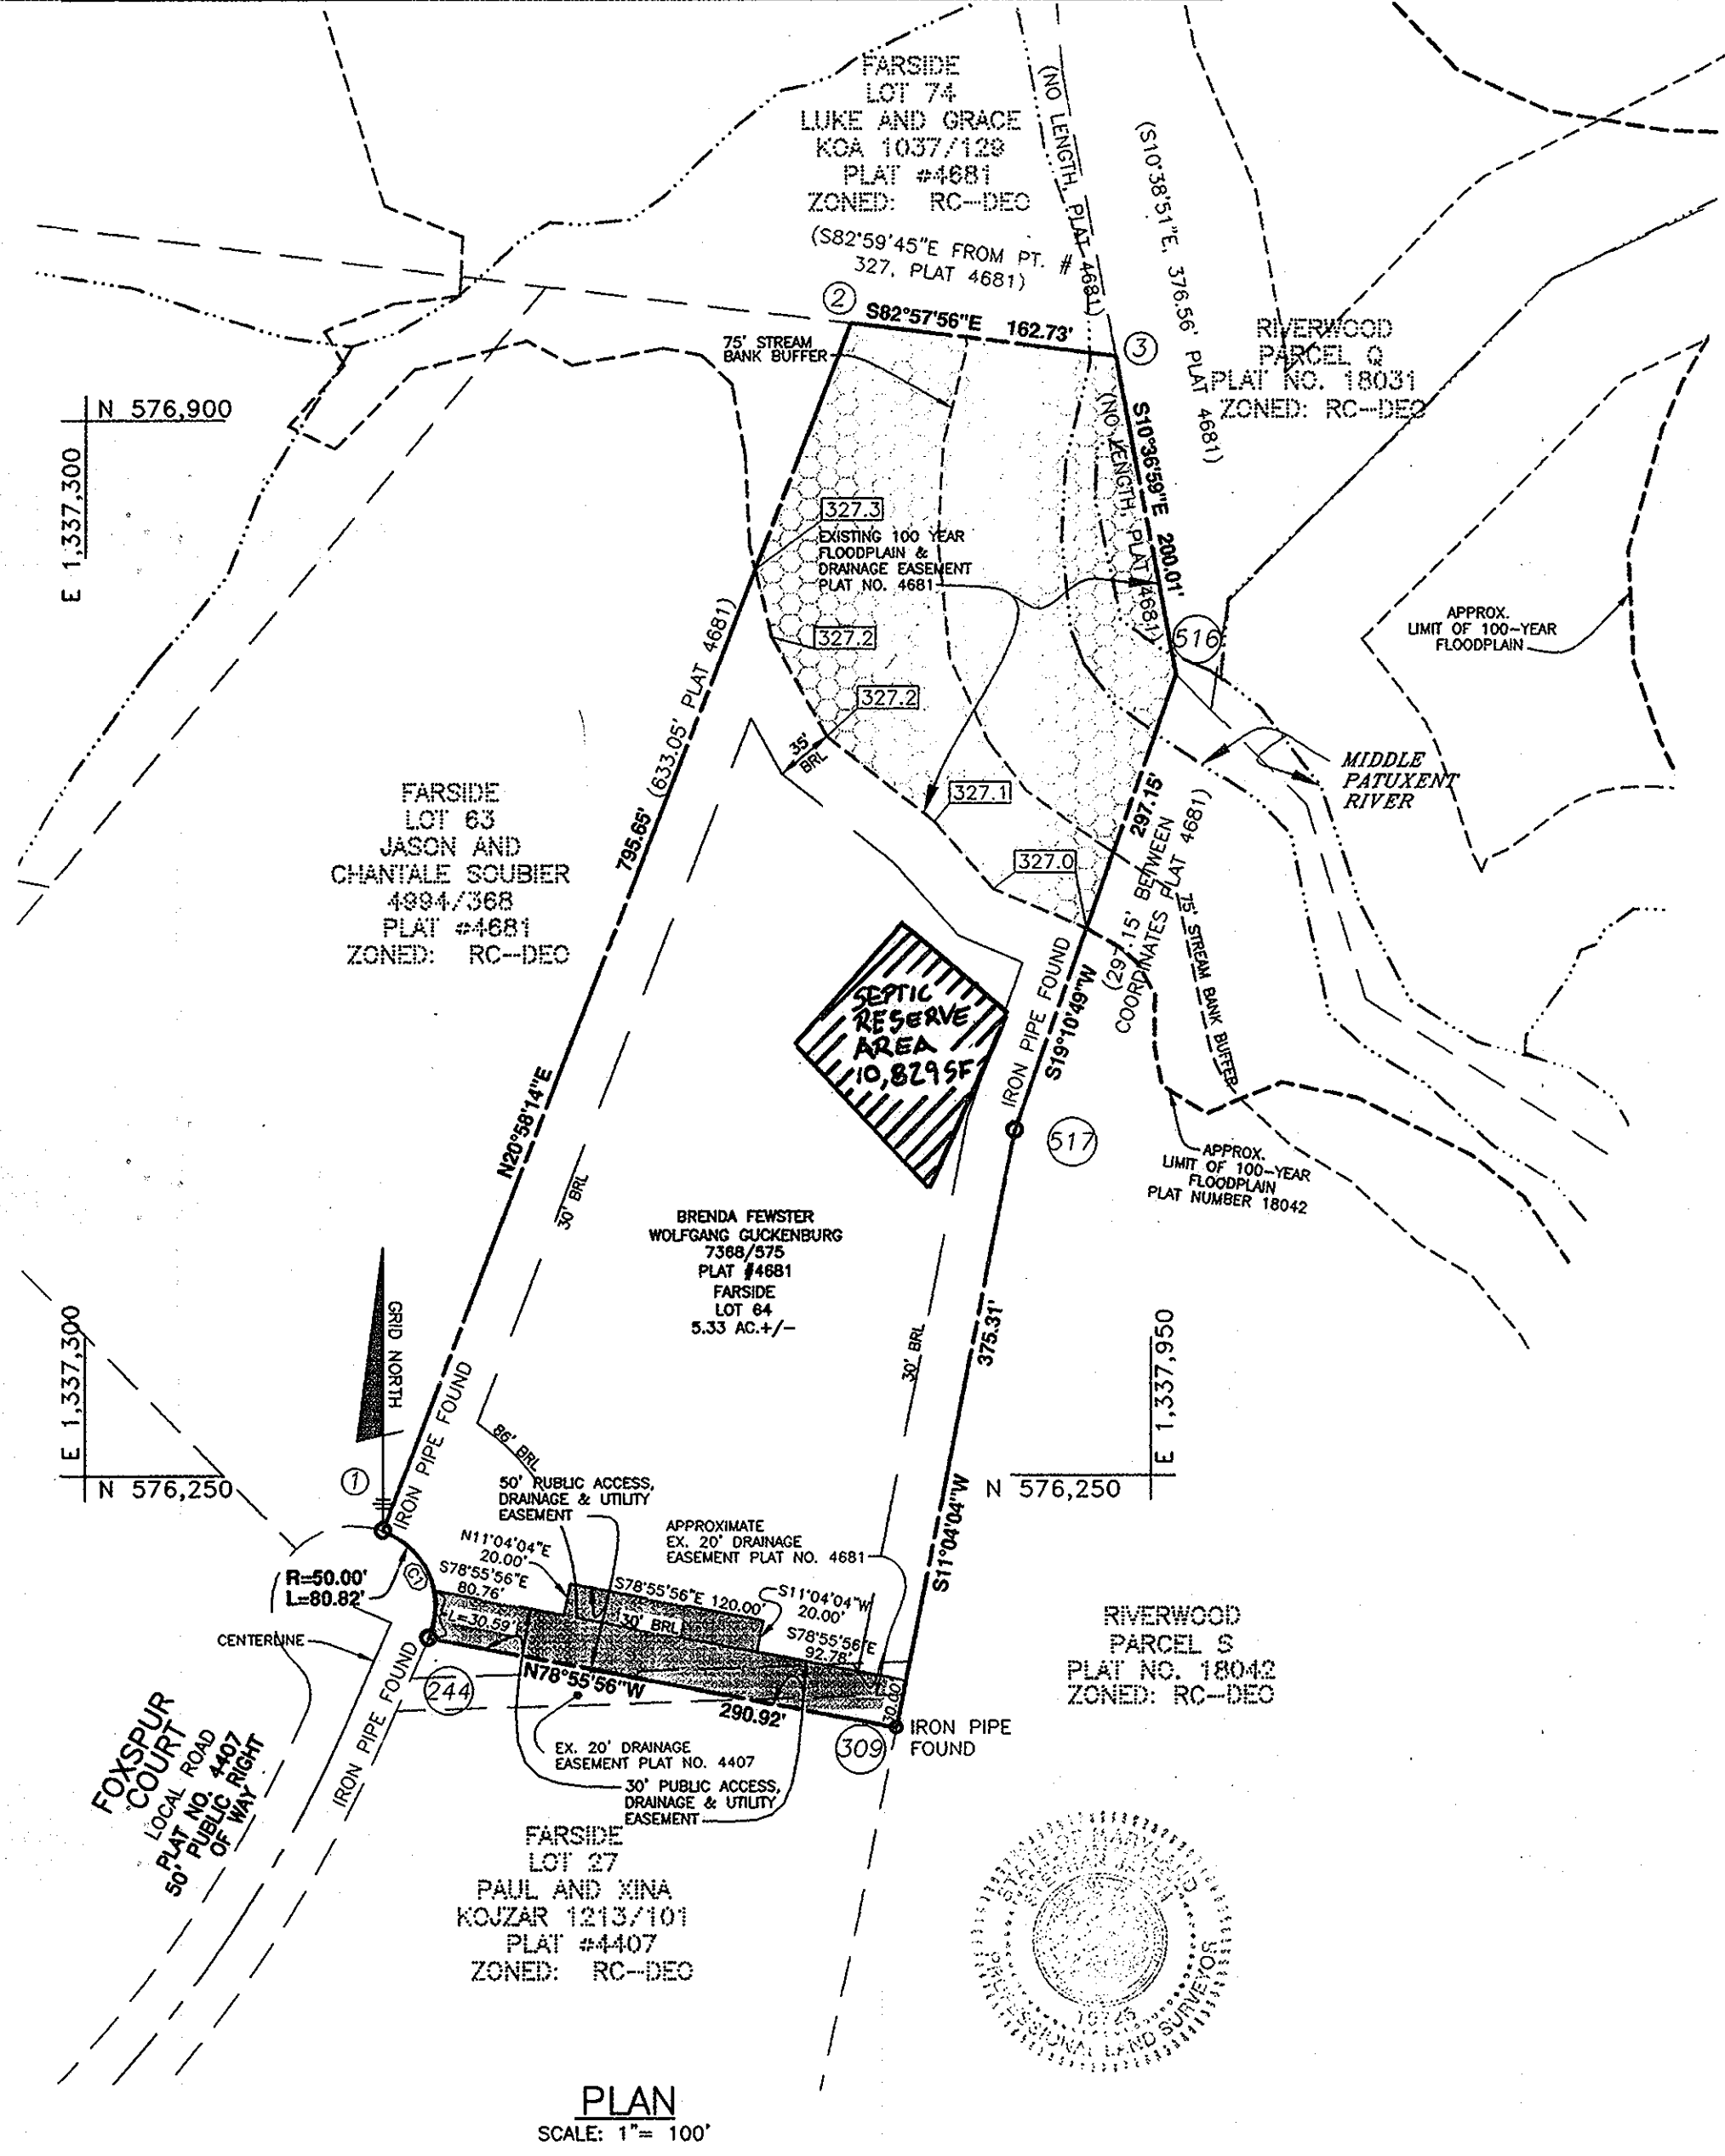 FARSIDE
LOT 74
LUKE AND GRACE
KOA 1037/129
PLAT #4681
ZONED: RC--DEO
(S82°59'45"E FROM PT. #
327, PLAT 4681)
(NO LENGTH, PLAT 4681)
(S10°38'51"E, 376.56' PLAT 4681)
2
S82°57'56"E 162.73'
3
75' STREAM
BANK BUFFER
RIVERWOOD
PARCEL Q
PLAT NO. 18031
ZONED: RC--DEO
N 576,900
E 1,337,300
S10°36'59"E 200.01'
(NO LENGTH, PLAT 4681)
327.3
EXISTING 100 YEAR
FLOODPLAIN &
DRAINAGE EASEMENT
PLAT NO. 4681
327.2
516
APPROX.
LIMIT OF 100-YEAR
FLOODPLAIN
327.2
35'
BRL
MIDDLE
PATUXENT
RIVER
327.1
327.0
795.65' (633.05' PLAT 4681)
N20°58'14"E
FARSIDE
LOT 63
JASON AND
CHANTALE SOUBIER
4994/368
PLAT #4681
ZONED: RC--DEO
297.15'
S19°10'49"W
(297.15' BETWEEN
COORDINATES PLAT 4681)
75' STREAM BANK BUFFER
IRON PIPE FOUND
SEPTIC
RESERVE
AREA
10,829 SF
517
APPROX.
LIMIT OF 100-YEAR
FLOODPLAIN
PLAT NUMBER 18042
30' BRL
BRENDA FEWSTER
WOLFGANG GUCKENBURG
7368/575
PLAT #4681
FARSIDE
LOT 64
5.33 AC.+/-
30' BRL
375.31'
S11°04'04"W
GRID NORTH
E 1,337,300
N 576,250
E 1,337,950
N 576,250
1
IRON PIPE FOUND
86' BRL
50' RUBLIC ACCESS,
DRAINAGE & UTILITY
EASEMENT
APPROXIMATE
EX. 20' DRAINAGE
EASEMENT PLAT NO. 4681
N11°04'04"E
20.00'
S78°55'56"E
80.76'
C1
R=50.00'
L=80.82'
S78°55'56"E 120.00'
S11°04'04"W
20.00'
L=30.59'
30' BRL
S78°55'56"E
92.78'
CENTERLINE
N78°55'56"W
290.92'
30.00'
244
309
IRON PIPE
FOUND
IRON PIPE FOUND
EX. 20' DRAINAGE
EASEMENT PLAT NO. 4407
30' PUBLIC ACCESS,
DRAINAGE & UTILITY
EASEMENT
RIVERWOOD
PARCEL S
PLAT NO. 18042
ZONED: RC--DEO
FOXSPUR
COURT
LOCAL ROAD
PLAT NO. 4407
50' PUBLIC RIGHT
OF WAY
FARSIDE
LOT 27
PAUL AND XINA
KOJZAR 1213/101
PLAT #4407
ZONED: RC--DEO
STATE OF MARYLAND
PROFESSIONAL LAND SURVEYOR
PLAN
SCALE: 1"= 100'